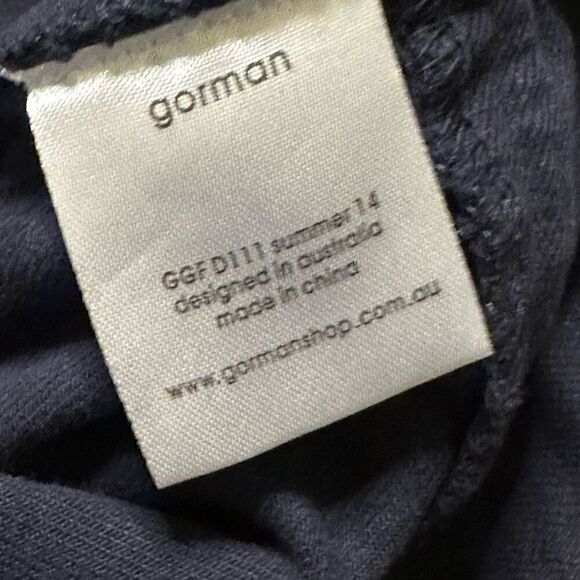 gorman
GGFD111 summer 14
designed in australia
made in china
www.gormanshop.com.au